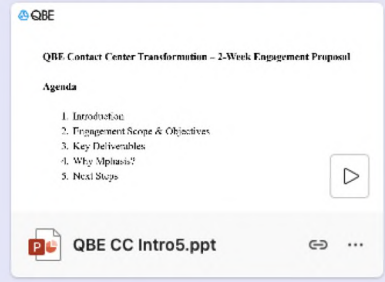 QBE
QBE Contact Center Transformation – 2-Week Engagement Proposal
Agenda
1. Introduction
2. Engagement Scope & Objectives
3. Key Deliverables
4. Why Mphasis?
5. Next Steps
QBE CC Intro5.ppt